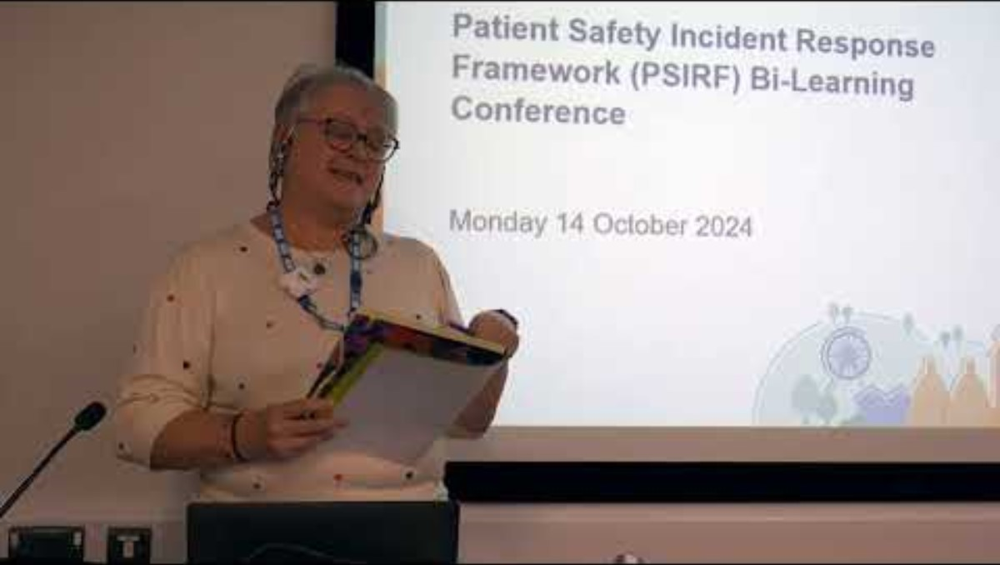 Patient Safety Incident Response
Framework (PSIRF) Bi-Learning
Conference
Monday 14 October 2024